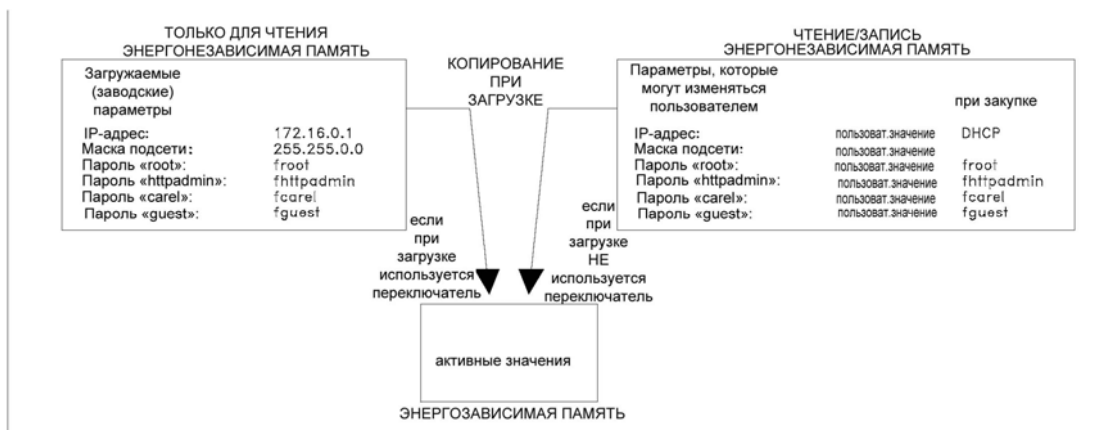 ТОЛЬКО ДЛЯ ЧТЕНИЯ
ЭНЕРГОНЕЗАВИСИМАЯ ПАМЯТЬ
Загружаемые
(заводские)
параметры
IP-адрес: 172.16.0.1
Маска подсети: 255.255.0.0
Пароль «root»: froot
Пароль «httpadmin»: fhttpadmin
Пароль «carel»: fcarel
Пароль «guest»: fguest
КОПИРОВАНИЕ
ПРИ
ЗАГРУЗКЕ
ЧТЕНИЕ/ЗАПИСЬ
ЭНЕРГОНЕЗАВИСИМАЯ ПАМЯТЬ
Параметры, которые
могут изменяться
пользователем при закупке
IP-адрес: пользоват.значение DHCP
Маска подсети: пользоват.значение
Пароль «root»: пользоват.значение froot
Пароль «httpadmin»: пользоват.значение fhttpadmin
Пароль «carel»: пользоват.значение fcarel
Пароль «guest»: пользоват.значение fguest
если
при
загрузке
используется
переключатель
если
при
загрузке
НЕ
используется
переключатель
активные значения
ЭНЕРГОЗАВИСИМАЯ ПАМЯТЬ